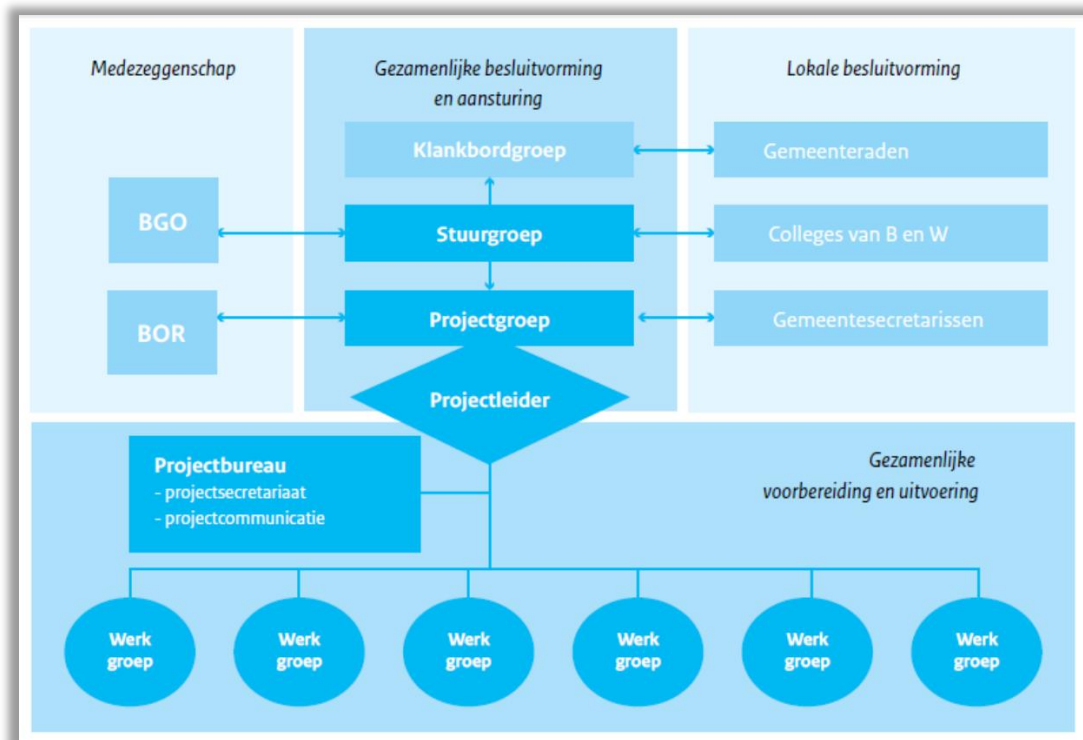 Medezeggenschap
Gezamenlijke besluitvorming
en aansturing
Lokale besluitvorming
Klankbordgroep
Gemeenteraden
BGO
Stuurgroep
Colleges van B en W
BOR
Projectgroep
Gemeentesecretarissen
Projectleider
Projectbureau
- projectsecretariaat
- projectcommunicatie
Gezamenlijke
voorbereiding en uitvoering
Werk
groep
Werk
groep
Werk
groep
Werk
groep
Werk
groep
Werk
groep